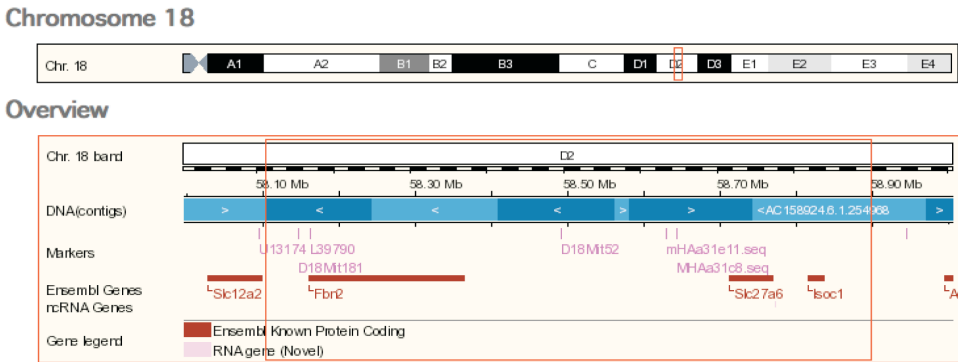 Chromosome 18
Chr. 18 A1 A2 B1 B2 B3 C D1 D2 D3 E1 E2 E3 E4
Overview
Chr. 18 band D2
58.10 Mb 58.30 Mb 58.50 Mb 58.70 Mb 58.90 Mb
DNA(contigs) > < < < > > <AC158924.6.1.254968 >
Markers U13174 L39790 D18Mit52 mHAa31e11.seq
D18Mit181 MHAa31c8.seq
Ensembl Genes Slc12a2 Fbn2 Slc27a6 Isoc1 A
ncRNA Genes
Gene legend Ensembl Known Protein Coding
RNA gene (Novel)